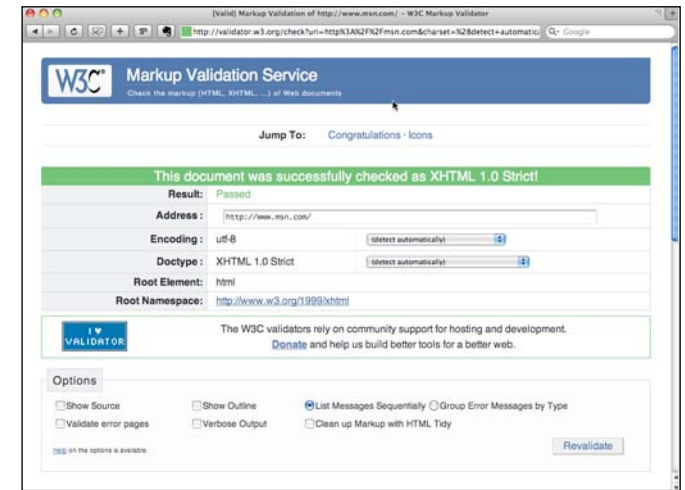 [Valid] Markup Validation of http://www.msn.com/ - W3C Markup Validator
http://validator.w3.org/check?uri=http%3A%2F%2Fmsn.com&charset=%28detect+automatic
Google
W3C Markup Validation Service
Check the markup (HTML, XHTML, ...) of Web documents
Jump To: Congratulations · Icons
This document was successfully checked as XHTML 1.0 Strict!
Result: Passed
Address : http://www.msn.com/
Encoding : utf-8 (detect automatically)
Doctype : XHTML 1.0 Strict (detect automatically)
Root Element: html
Root Namespace: http://www.w3.org/1999/xhtml
I ♥ VALIDATOR
The W3C validators rely on community support for hosting and development.
Donate and help us build better tools for a better web.
Options
Show Source Show Outline List Messages Sequentially Group Error Messages by Type
Validate error pages Verbose Output Clean up Markup with HTML Tidy
Help on the options is available.
Revalidate